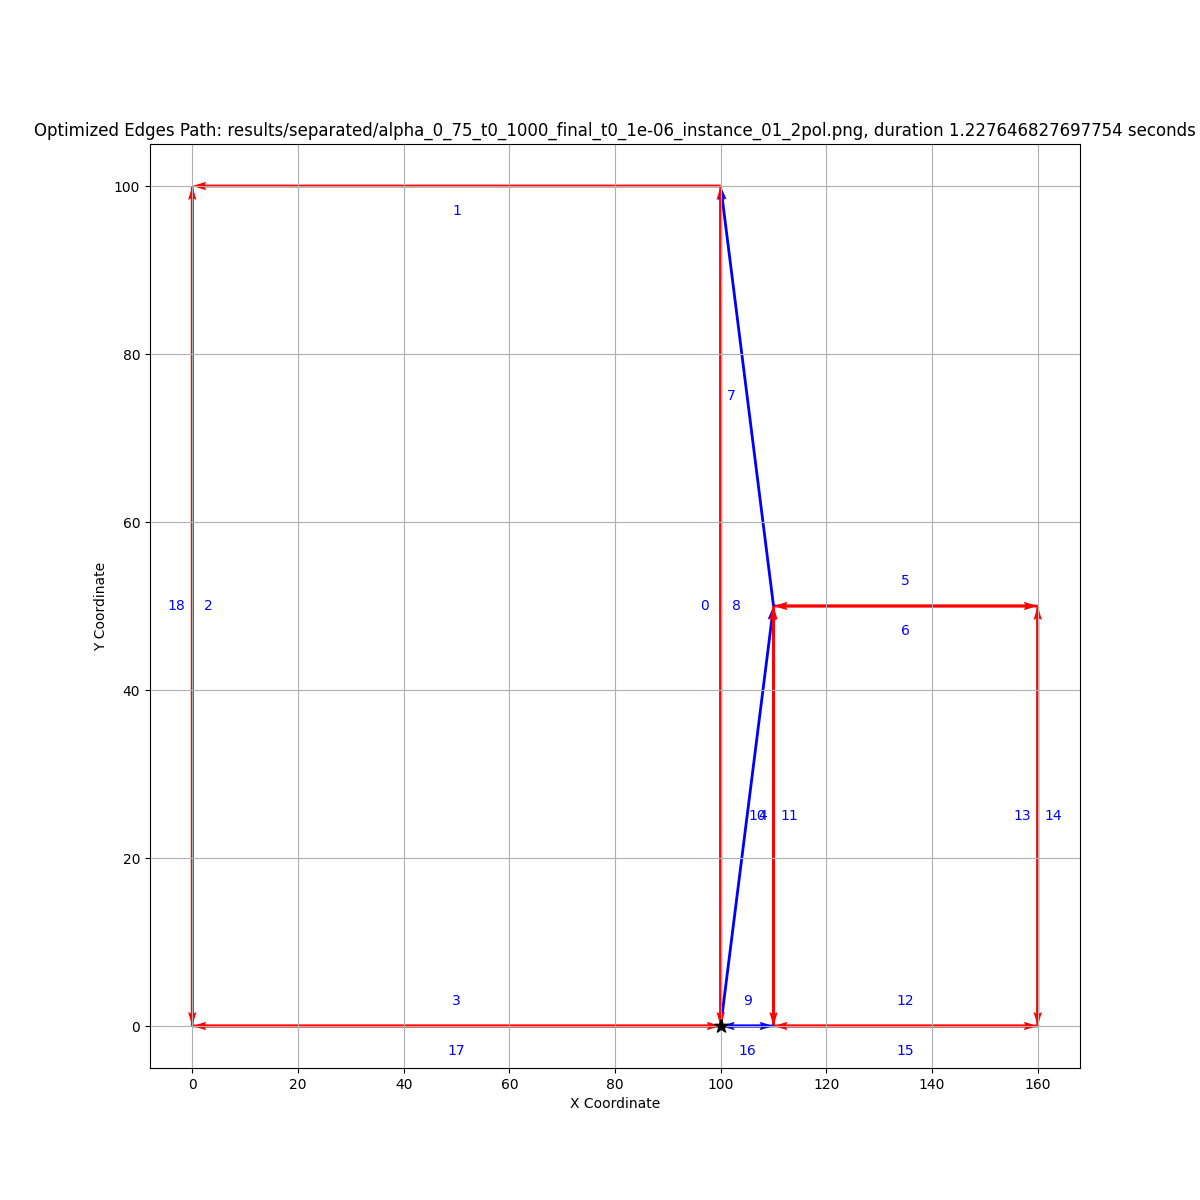 Optimized Edges Path: results/separated/alpha_0_75_t0_1000_final_t0_1e-06_instance_01_2pol.png, duration 1.227646827697754 seconds
100
1
80
7
60
5
18 2 0 8
6
Y Coordinate
40
10 4 11 13 14
20
3 9 12
0
17 16 15
0 20 40 60 80 100 120 140 160
X Coordinate